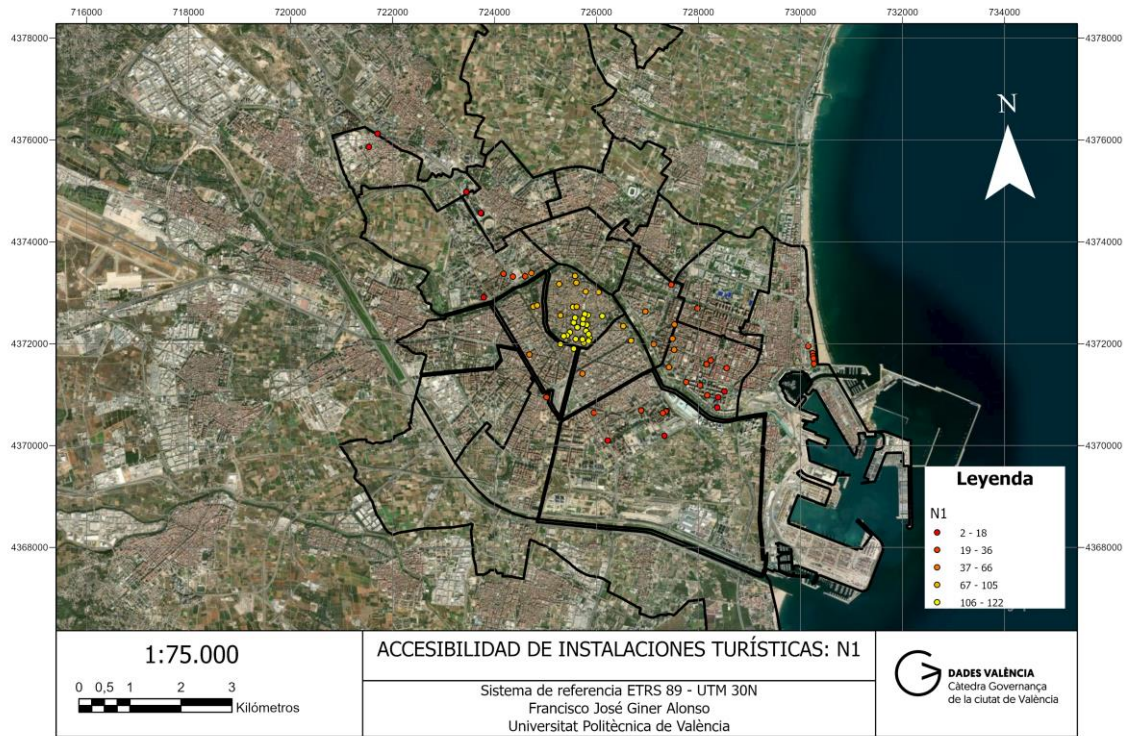 716000 718000 720000 722000 724000 726000 728000 730000 732000 734000
4378000 4378000
N
4376000 4376000
4374000 4374000
4372000 4372000
4370000 4370000
4368000 4368000
Leyenda
N1
2 - 18
19 - 36
37 - 66
67 - 105
106 - 122
1:75.000
0 0,5 1 2 3
Kilómetros
ACCESIBILIDAD DE INSTALACIONES TURÍSTICAS: N1
Sistema de referencia ETRS 89 - UTM 30N
Francisco José Giner Alonso
Universitat Politècnica de València
DADES VALÈNCIA
Càtedra Governança
de la ciutat de València